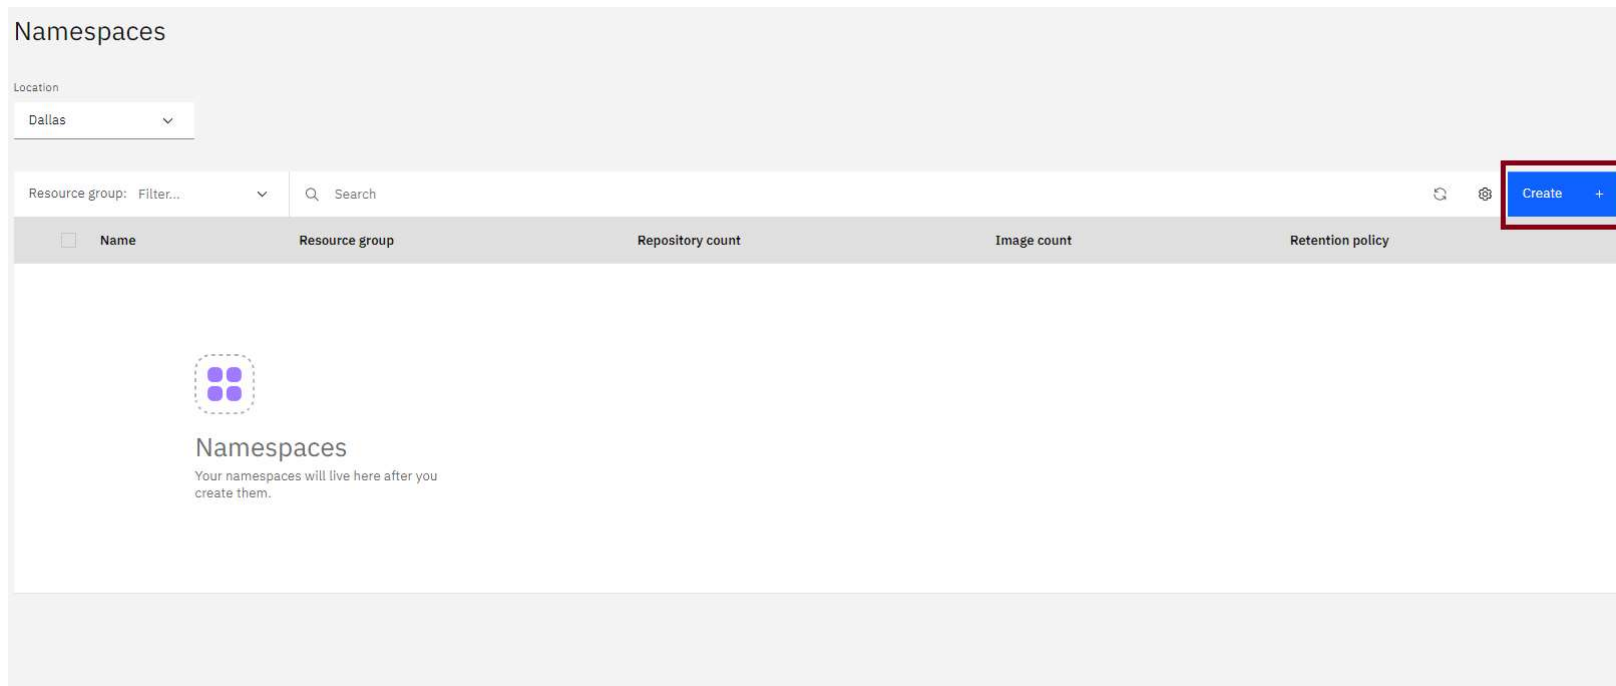 Namespaces
Location
Dallas
Resource group: Filter...
Search
Create +
Name Resource group Repository count Image count Retention policy
Namespaces
Your namespaces will live here after you
create them.